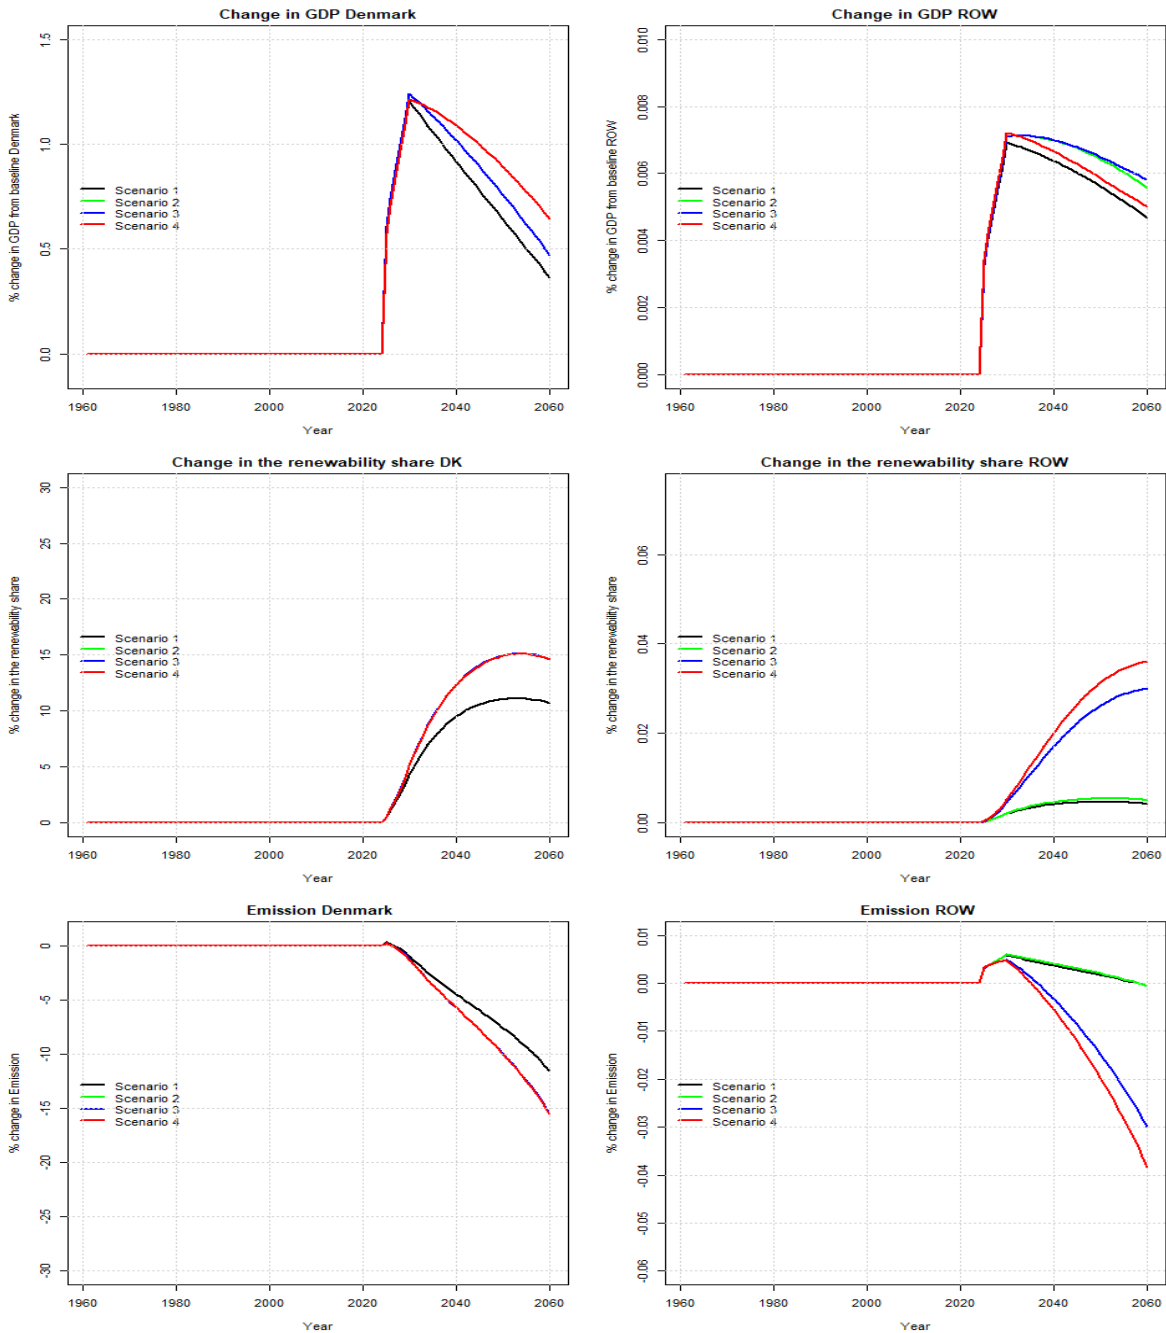 Change in GDP Denmark
% change in GDP from baseline Denmark
1.5
1.0
0.5
0.0
Scenario 1
Scenario 2
Scenario 3
Scenario 4
1960 1980 2000 2020 2040 2060
Year
Change in GDP ROW
% change in GDP from baseline ROW
0.010
0.008
0.006
0.004
0.002
0.000
Scenario 1
Scenario 2
Scenario 3
Scenario 4
1960 1980 2000 2020 2040 2060
Year
Change in the renewability share DK
% change in the renewability share
30
25
20
15
10
5
0
Scenario 1
Scenario 2
Scenario 3
Scenario 4
1960 1980 2000 2020 2040 2060
Year
Change in the renewability share ROW
% change in the renewability share
0.06
0.04
0.02
0.00
Scenario 1
Scenario 2
Scenario 3
Scenario 4
1960 1980 2000 2020 2040 2060
Year
Emission Denmark
% change in Emission
0
-5
-10
-15
-20
-25
-30
Scenario 1
Scenario 2
Scenario 3
Scenario 4
1960 1980 2000 2020 2040 2060
Year
Emission ROW
% change in Emission
0.01
0.00
-0.01
-0.02
-0.03
-0.04
-0.05
-0.06
Scenario 1
Scenario 2
Scenario 3
Scenario 4
1960 1980 2000 2020 2040 2060
Year